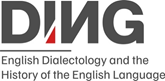 DING
English Dialectology and the
History of the English Language